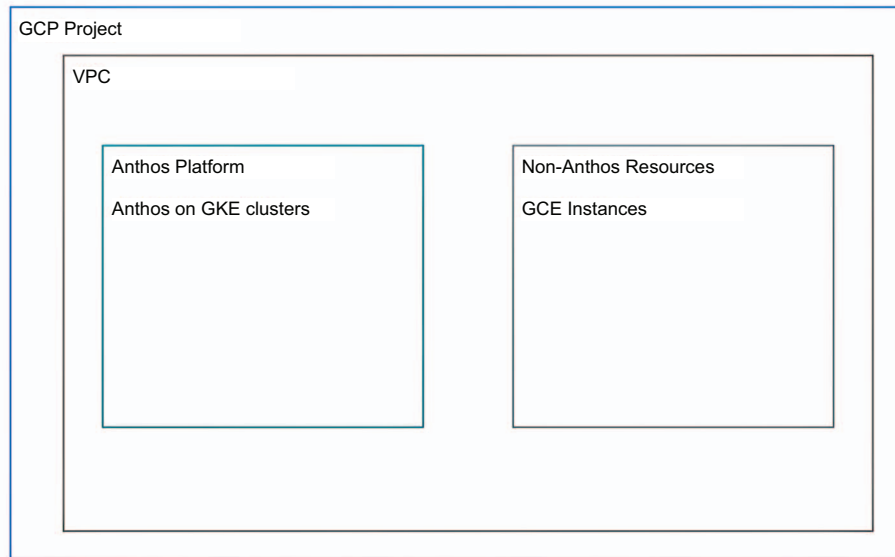 GCP Project
VPC
Anthos Platform
Anthos on GKE clusters
Non-Anthos Resources
GCE Instances